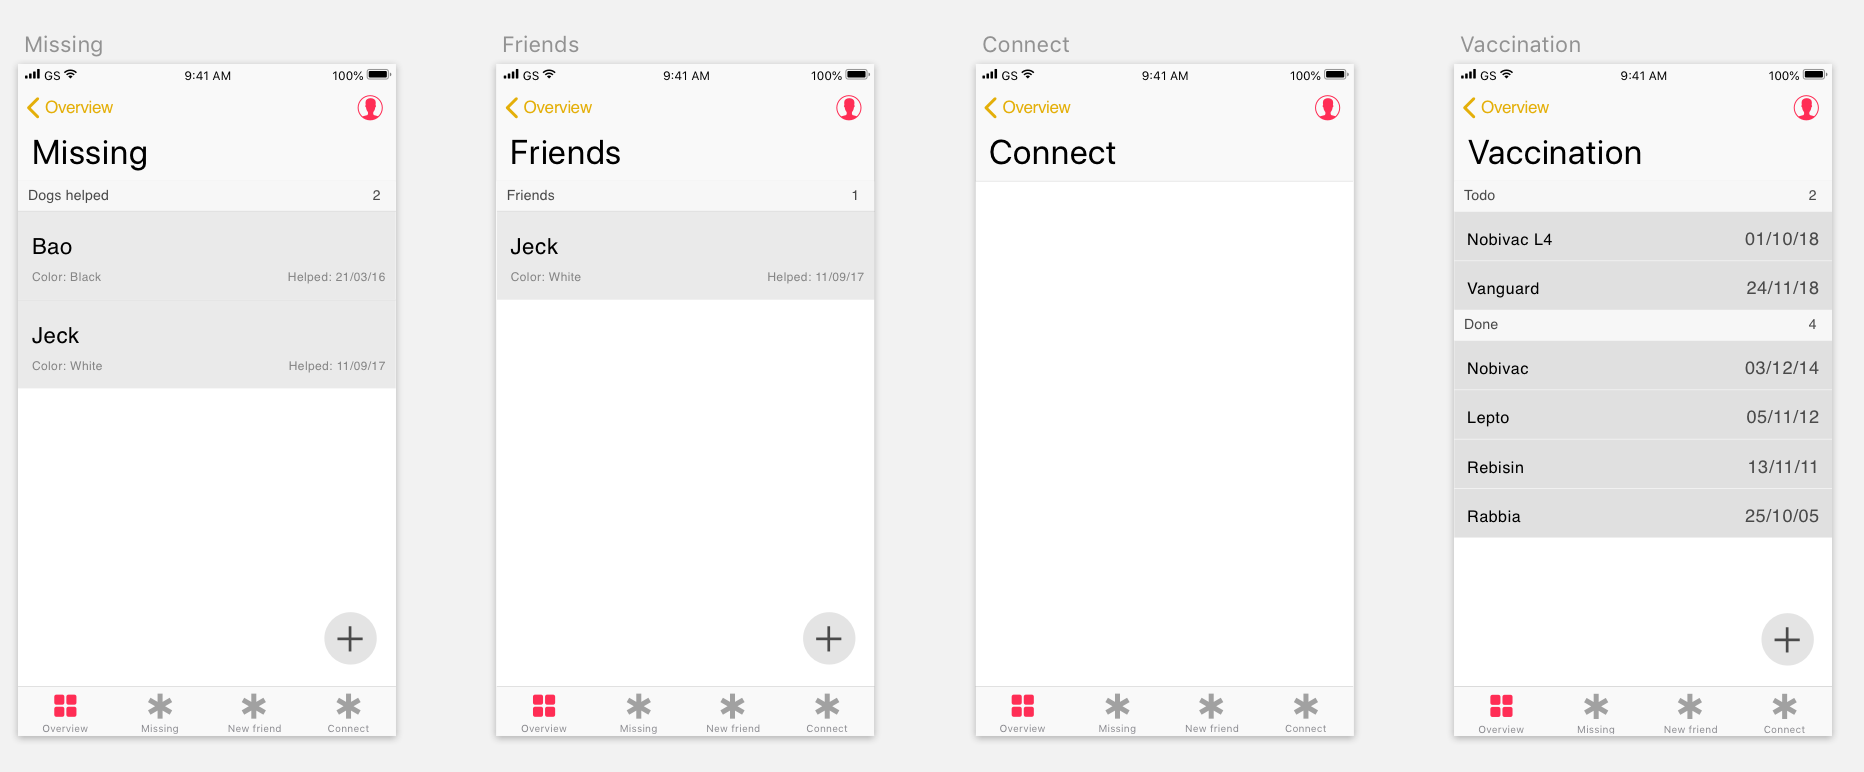 Missing
GS 9:41 AM 100%
Overview
Missing
Dogs helped 2
Bao
Color: Black Helped: 21/03/16
Jeck
Color: White Helped: 11/09/17
Overview Missing New friend Connect
Friends
GS 9:41 AM 100%
Overview
Friends
Friends 1
Jeck
Color: White Helped: 11/09/17
Overview Missing New friend Connect
Connect
GS 9:41 AM 100%
Overview
Connect
Overview Missing New friend Connect
Vaccination
GS 9:41 AM 100%
Overview
Vaccination
Todo 2
Nobivac L4 01/10/18
Vanguard 24/11/18
Done 4
Nobivac 03/12/14
Lepto 05/11/12
Rebisin 13/11/11
Rabbia 25/10/05
Overview Missing New friend Connect